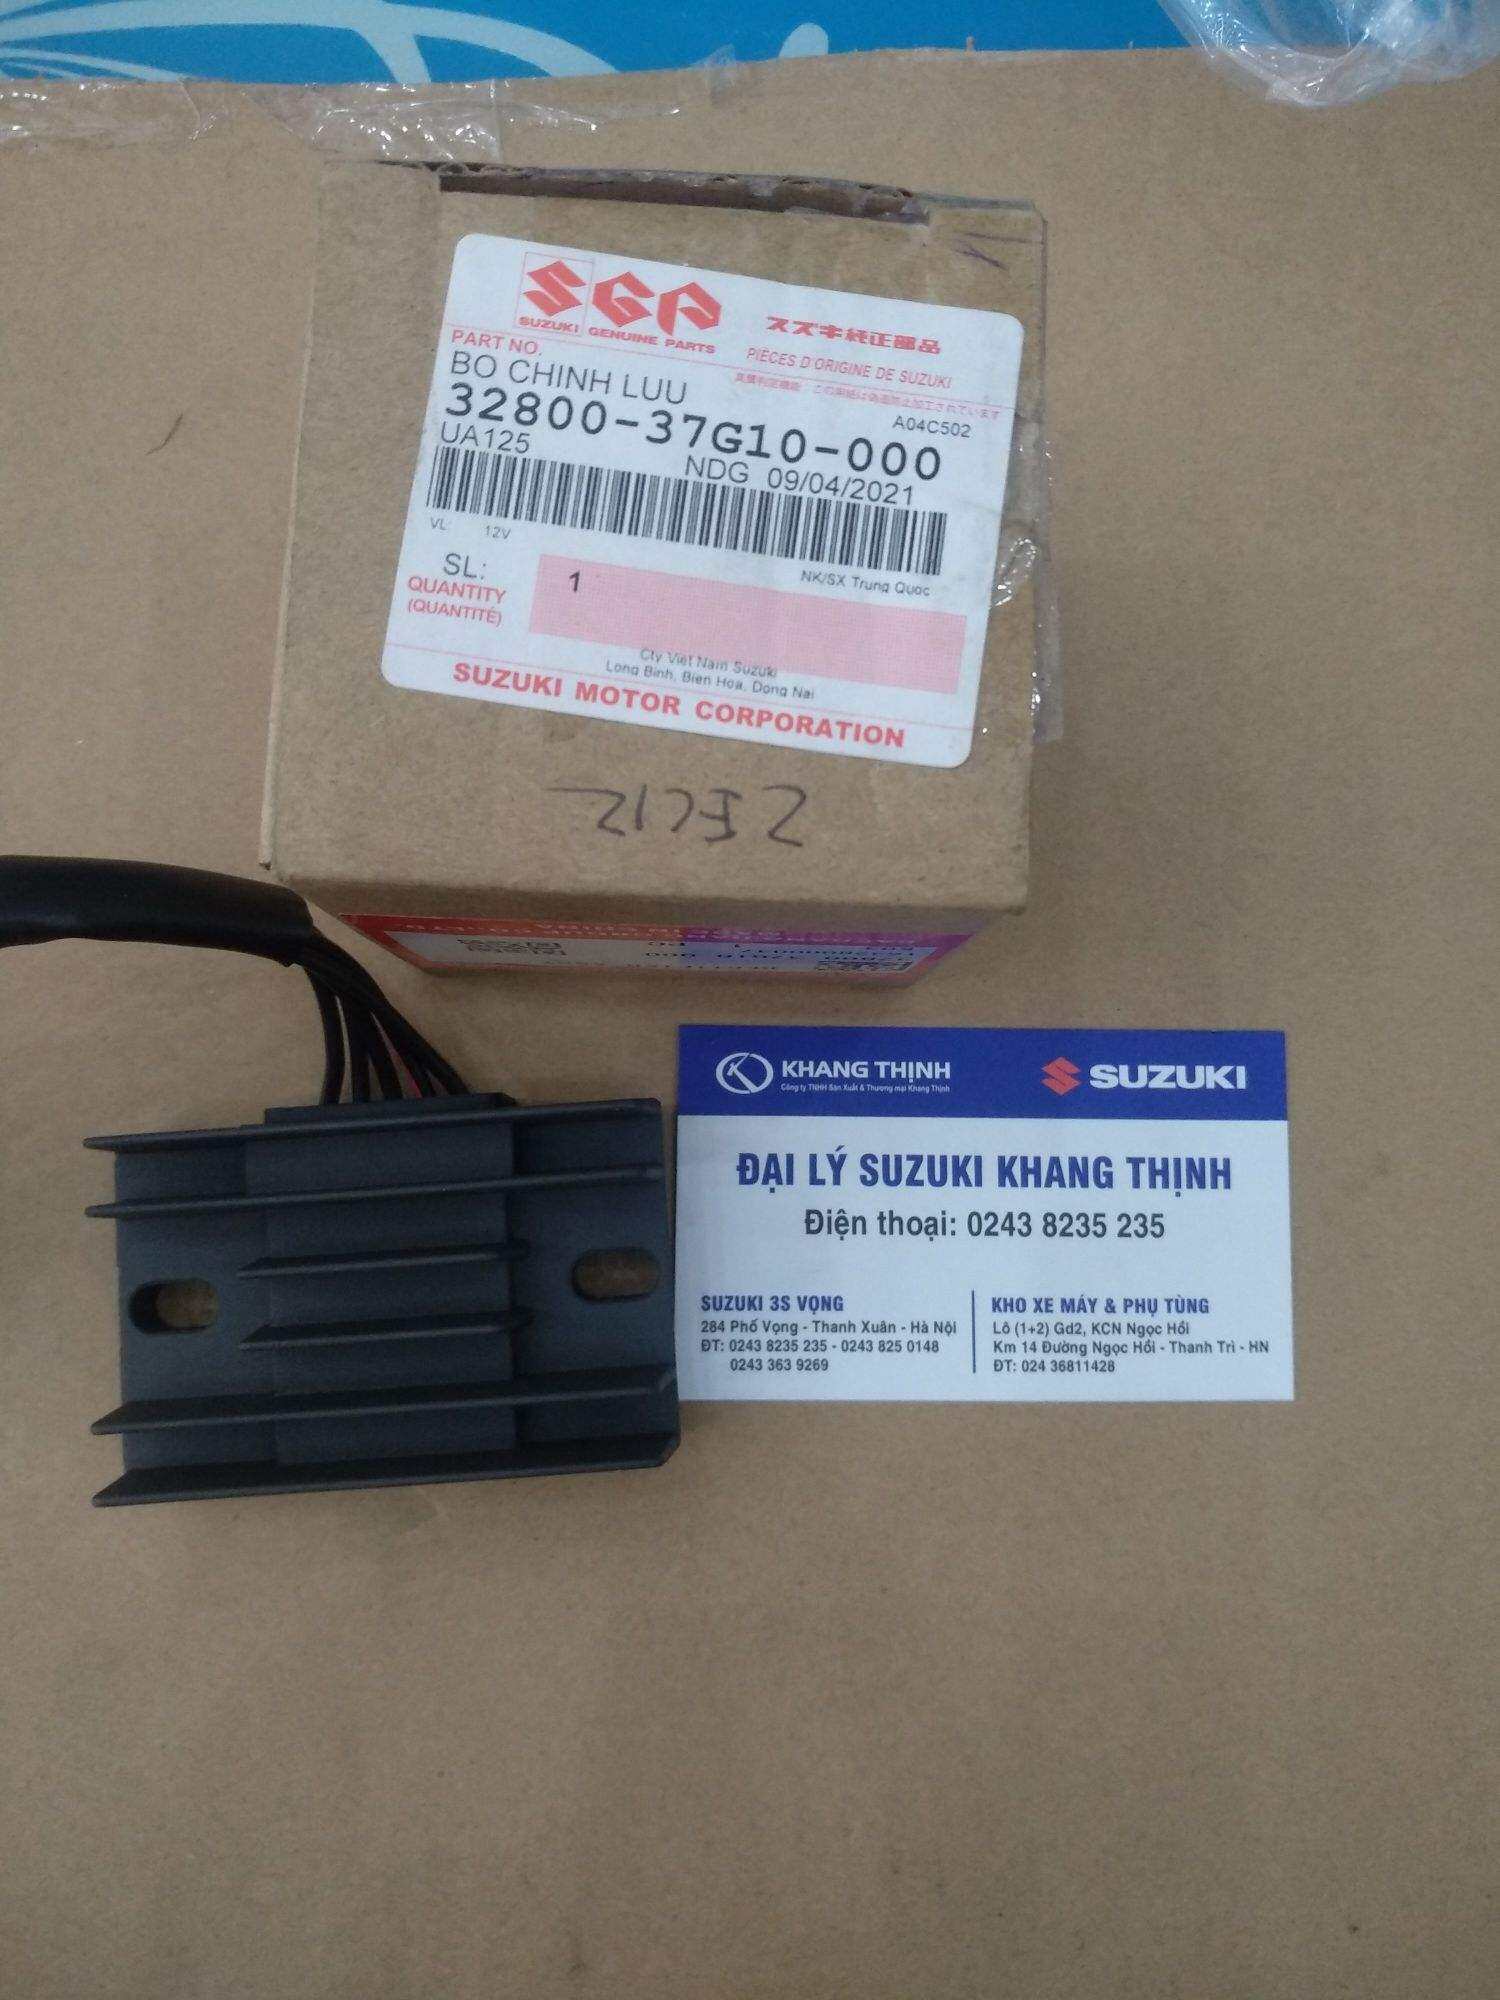 SGP
SUZUKI GENUINE PARTS
スズキ純正部品
PIÈCES D'ORIGINE DE SUZUKI
PART NO.
BO CHINH LUU
A04C502
32800-37G10-000
UA125
NDG 09/04/2021
VL: 12V
NK/SX Trung Quoc
SL: 1
QUANTITY
(QUANTITÉ)
Cty Viet Nam Suzuki
Long Binh, Bien Hoa, Dong Nai
SUZUKI MOTOR CORPORATION
KHANG THỊNH
Công ty TNHH Sản Xuất & Thương mại Khang Thịnh
SUZUKI
ĐẠI LÝ SUZUKI KHANG THỊNH
Điện thoại: 0243 8235 235
SUZUKI 3S VỌNG
284 Phố Vọng - Thanh Xuân - Hà Nội
ĐT: 0243 8235 235 - 0243 825 0148
0243 363 9269
KHO XE MÁY & PHỤ TÙNG
Lô (1+2) Gd2, KCN Ngọc Hồi
Km 14 Đường Ngọc Hồi - Thanh Trì - HN
ĐT: 024 36811428